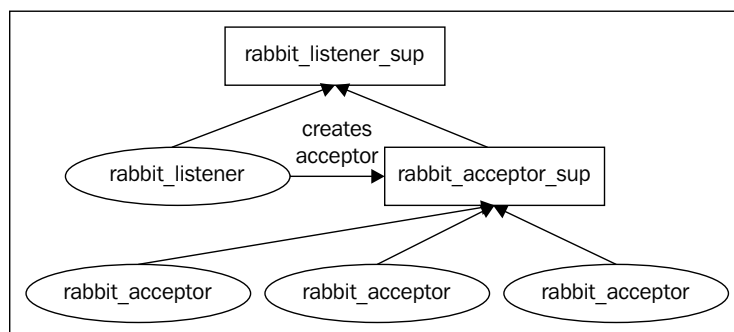 rabbit_listener_sup
creates
acceptor
rabbit_listener
rabbit_acceptor_sup
rabbit_acceptor
rabbit_acceptor
rabbit_acceptor